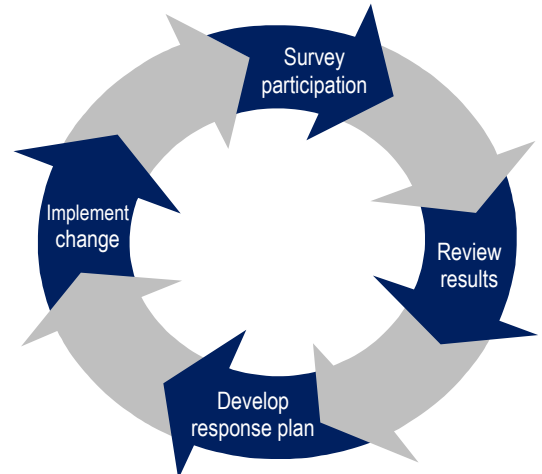 Survey
participation
Review
results
Develop
response plan
Implement
change